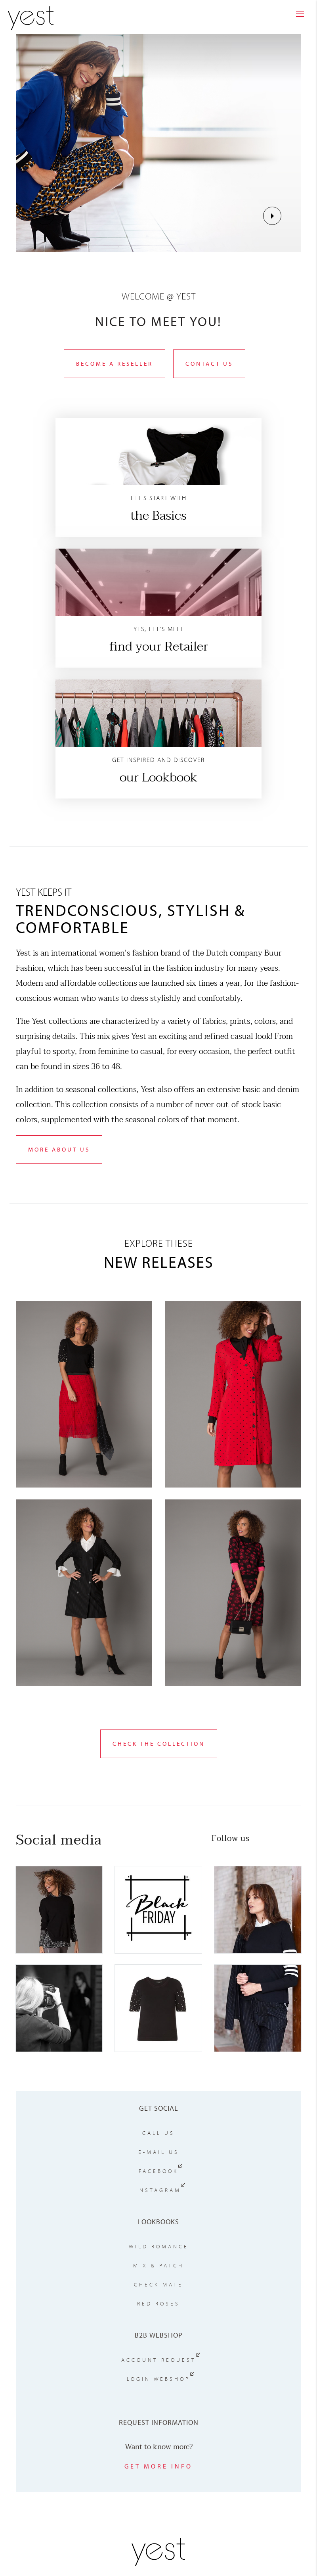 yest
WELCOME @ YEST
NICE TO MEET YOU!
BECOME A RESELLER
CONTACT US
LET'S START WITH
the Basics
YES, LET'S MEET
find your Retailer
GET INSPIRED AND DISCOVER
our Lookbook
YEST KEEPS IT
TRENDCONSCIOUS, STYLISH &
COMFORTABLE
Yest is an international women's fashion brand of the Dutch company Buur
Fashion, which has been successful in the fashion industry for many years.
Modern and affordable collections are launched six times a year, for the fashion-
conscious woman who wants to dress stylishly and comfortably.
The Yest collections are characterized by a variety of fabrics, prints, colors, and
surprising details. This mix gives Yest an exciting and refined casual look! From
playful to sporty, from feminine to casual, for every occasion, the perfect outfit
can be found in sizes 36 to 48.
In addition to seasonal collections, Yest also offers an extensive basic and denim
collection. This collection consists of a number of never-out-of-stock basic
colors, supplemented with the seasonal colors of that moment.
MORE ABOUT US
EXPLORE THESE
NEW RELEASES
CHECK THE COLLECTION
Social media
Follow us
Black
FRIDAY
GET SOCIAL
CALL US
E-MAIL US
FACEBOOK
INSTAGRAM
LOOKBOOKS
WILD ROMANCE
MIX & PATCH
CHECK MATE
RED ROSES
B2B WEBSHOP
ACCOUNT REQUEST
LOGIN WEBSHOP
REQUEST INFORMATION
Want to know more?
GET MORE INFO
yest